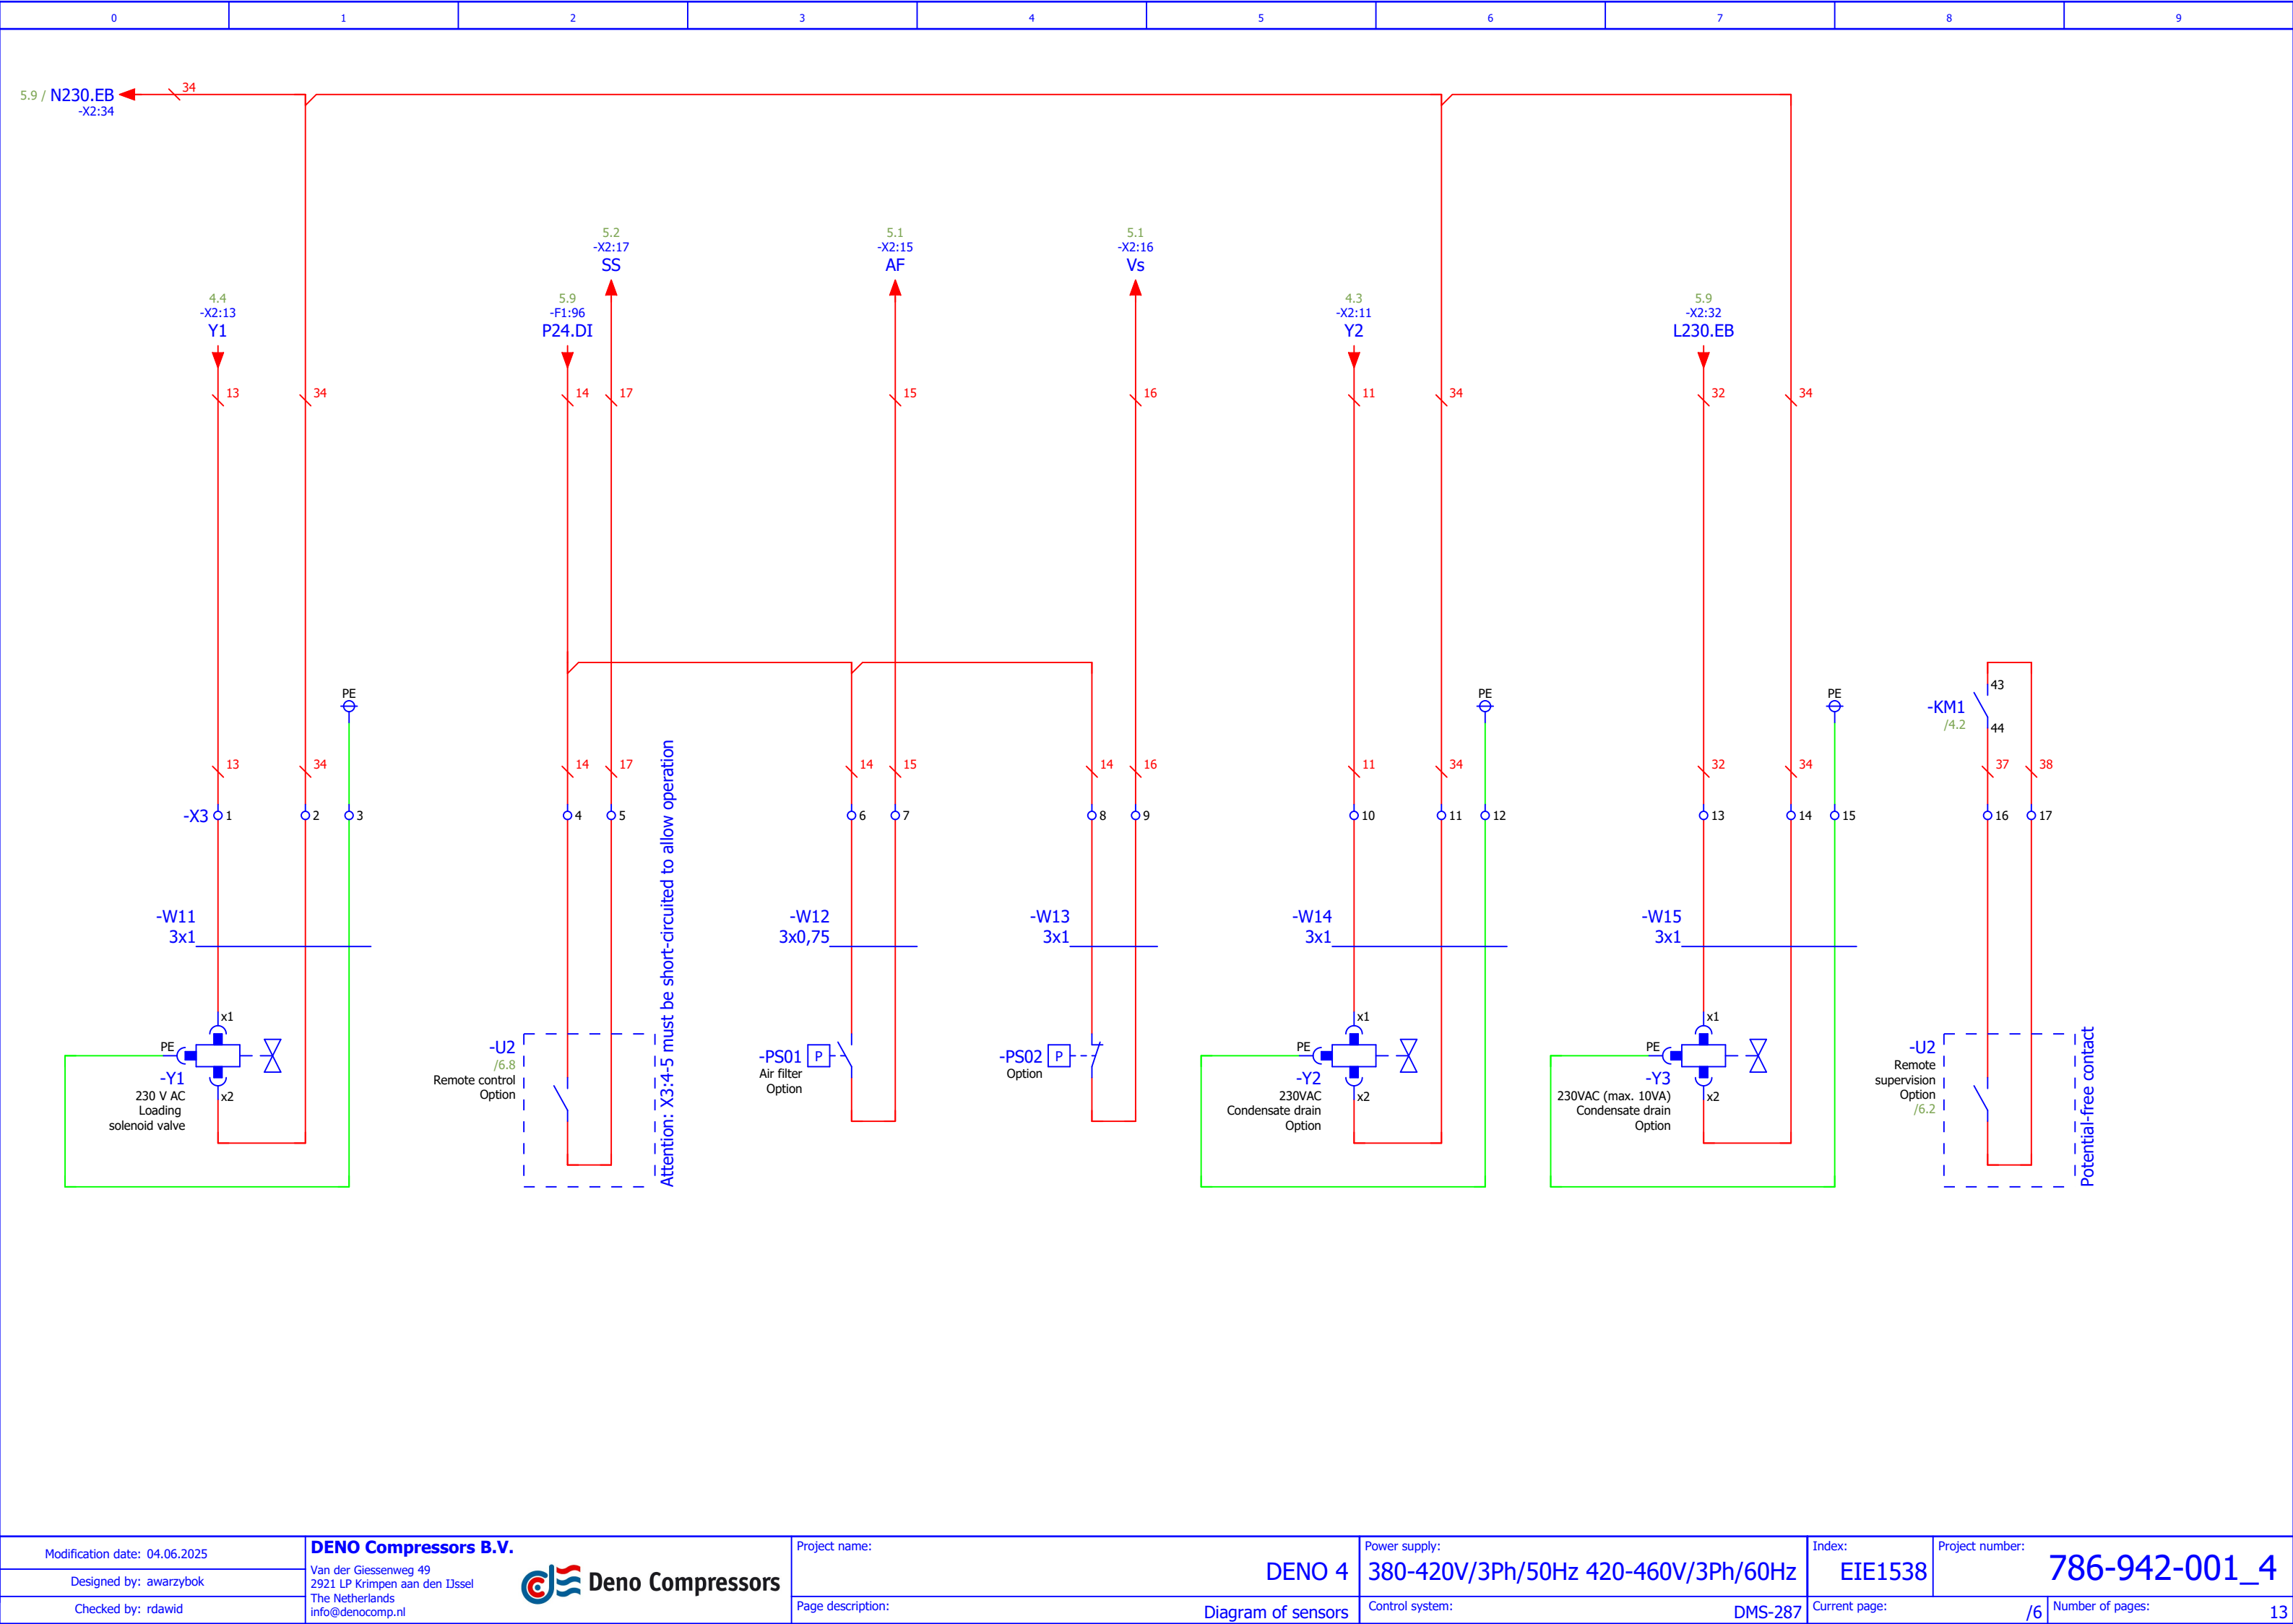 0 1 2 3 4 5 6 7 8 9
5.9 / N230.EB
-X2:34
34
5.2
-X2:17
SS
5.1
-X2:15
AF
5.1
-X2:16
Vs
4.4
-X2:13
Y1
5.9
-F1:96
P24.DI
4.3
-X2:11
Y2
5.9
-X2:32
L230.EB
13 34 14 17 15 16 11 34 32 34
PE PE PE
-KM1
/4.2
43
44
13 34 14 17 14 15 14 16 11 34 32 34 37 38
-X3 1 2 3 4 5 6 7 8 9 10 11 12 13 14 15 16 17
Attention: X3:4-5 must be short-circuited to allow operation
-W11
3x1
-W12
3x0,75
-W13
3x1
-W14
3x1
-W15
3x1
x1
PE
-Y1
x2
230 V AC
Loading
solenoid valve
-U2
/6.8
Remote control
Option
-PS01
P
Air filter
Option
-PS02
P
Option
x1
PE
-Y2
x2
230VAC
Condensate drain
Option
x1
PE
-Y3
x2
230VAC (max. 10VA)
Condensate drain
Option
-U2
Remote
supervision
Option
/6.2
Potential-free contact
Modification date: 04.06.2025
Designed by: awarzybok
Checked by: rdawid
DENO Compressors B.V.
Van der Giessenweg 49
2921 LP Krimpen aan den IJssel
The Netherlands
info@denocomp.nl
Deno Compressors
Project name:
DENO 4
Page description:
Diagram of sensors
Power supply:
380-420V/3Ph/50Hz 420-460V/3Ph/60Hz
Control system:
DMS-287
Index:
EIE1538
Project number:
786-942-001_4
Current page:
/6
Number of pages:
13